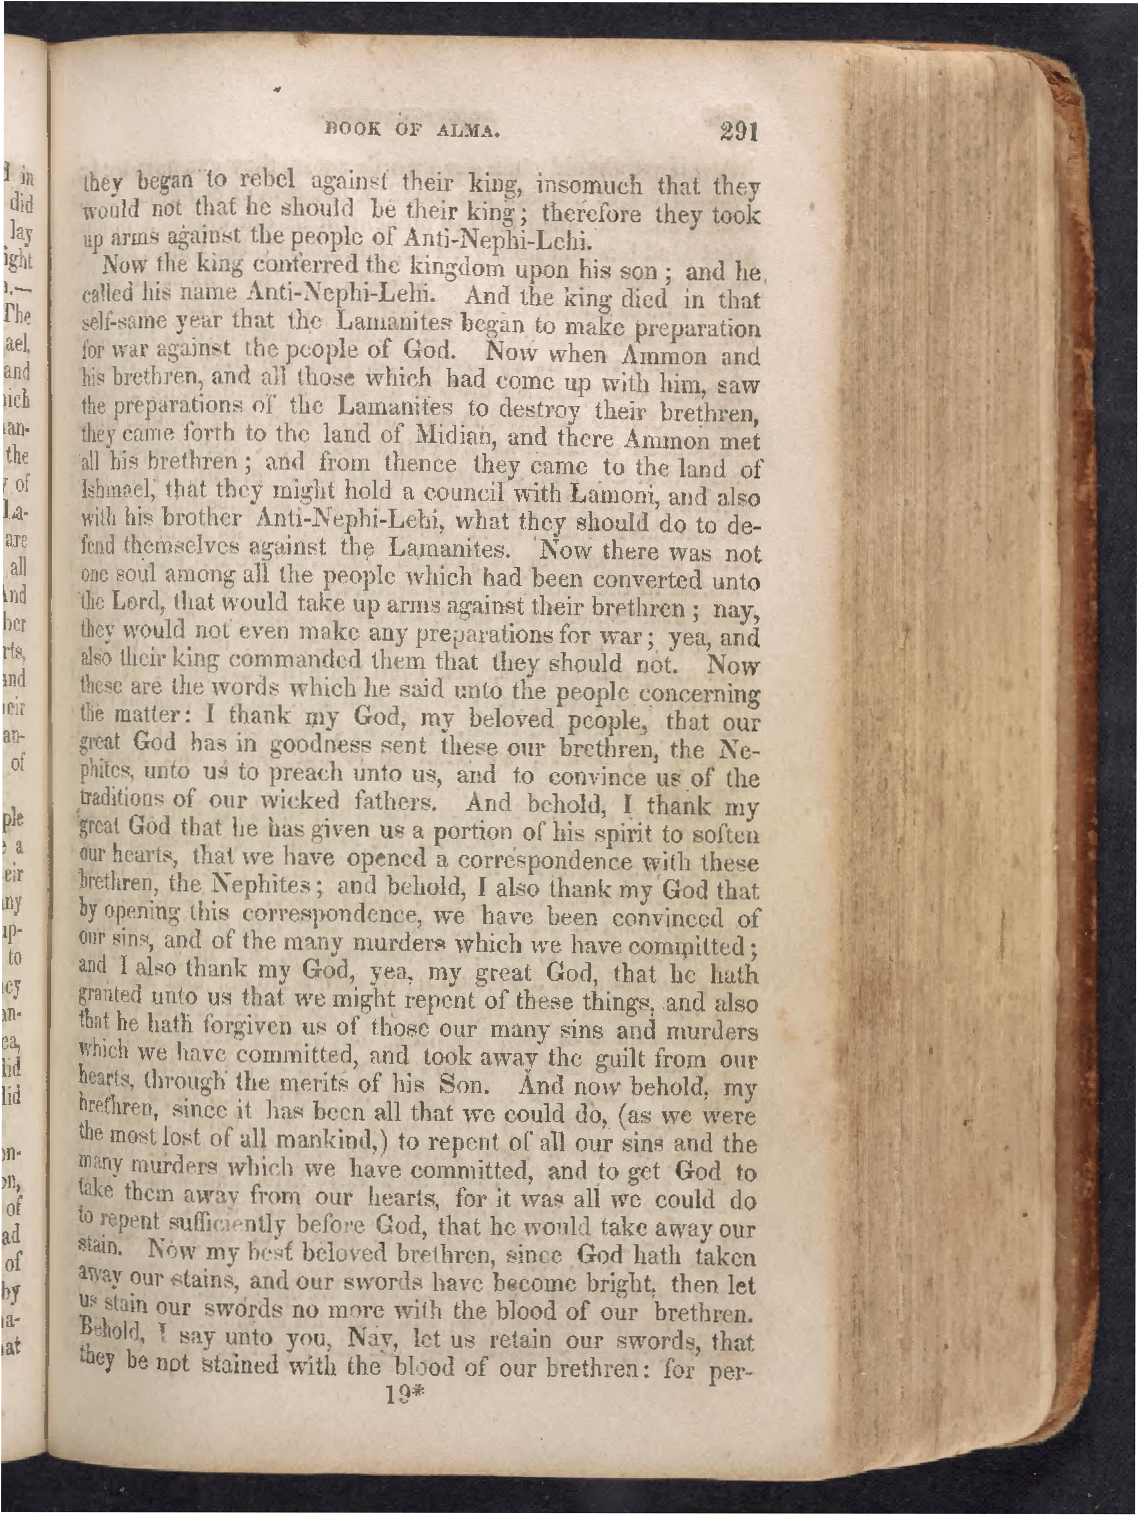 BOOK OF ALMA. 291
they began to rebel against their king, insomuch that they
would not that he should be their king; therefore they took
up arms against the people of Anti-Nephi-Lehi.
Now the king conferred the kingdom upon his son; and he
called his name Anti-Nephi-Lehi. And the king died in that
self-same year that the Lamanites began to make preparation
for war against the people of God. Now when Ammon and
his brethren, and all those which had come up with him, saw
the preparations of the Lamanites to destroy their brethren,
they came forth to the land of Midian, and there Ammon met
all his brethren; and from thence they came to the land of
Ishmael, that they might hold a council with Lamoni, and also
with his brother Anti-Nephi-Lehi, what they should do to de-
fend themselves against the Lamanites. Now there was not
one soul among all the people which had been converted unto
the Lord, that would take up arms against their brethren; nay,
they would not even make any preparations for war; yea, and
also their king commanded them that they should not. Now
these are the words which he said unto the people concerning
the matter: I thank my God, my beloved people, that our
great God has in goodness sent these our brethren, the Ne-
phites, unto us to preach unto us, and to convince us of the
traditions of our wicked fathers. And behold, I thank my
great God that he has given us a portion of his spirit to soften
our hearts, that we have opened a correspondence with these
brethren, the Nephites; and behold, I also thank my God that
by opening this correspondence, we have been convinced of
our sins, and of the many murders which we have committed;
and I also thank my God, yea, my great God, that he hath
granted unto us that we might repent of these things, and also
that he hath forgiven us of those our many sins and murders
which we have committed, and took away the guilt from our
hearts, through the merits of his Son. And now behold, my
brethren, since it has been all that we could do, (as we were
the most lost of all mankind,) to repent of all our sins and the
many murders which we have committed, and to get God to
take them away from our hearts, for it was all we could do
to repent sufficiently before God, that he would take away our
stain. Now my best beloved brethren, since God hath taken
away our stains, and our swords have become bright, then let
us stain our swords no more with the blood of our brethren.
Behold, I say unto you, Nay, let us retain our swords, that
they be not stained with the blood of our brethren: for per-
19*